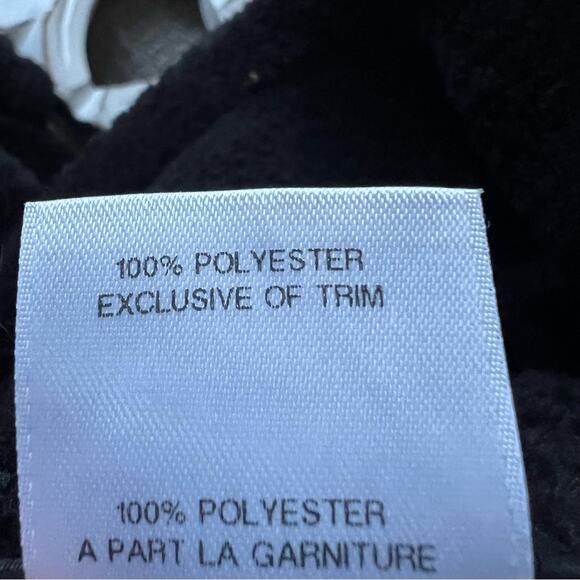 100% POLYESTER
EXCLUSIVE OF TRIM
100% POLYESTER
A PART LA GARNITURE